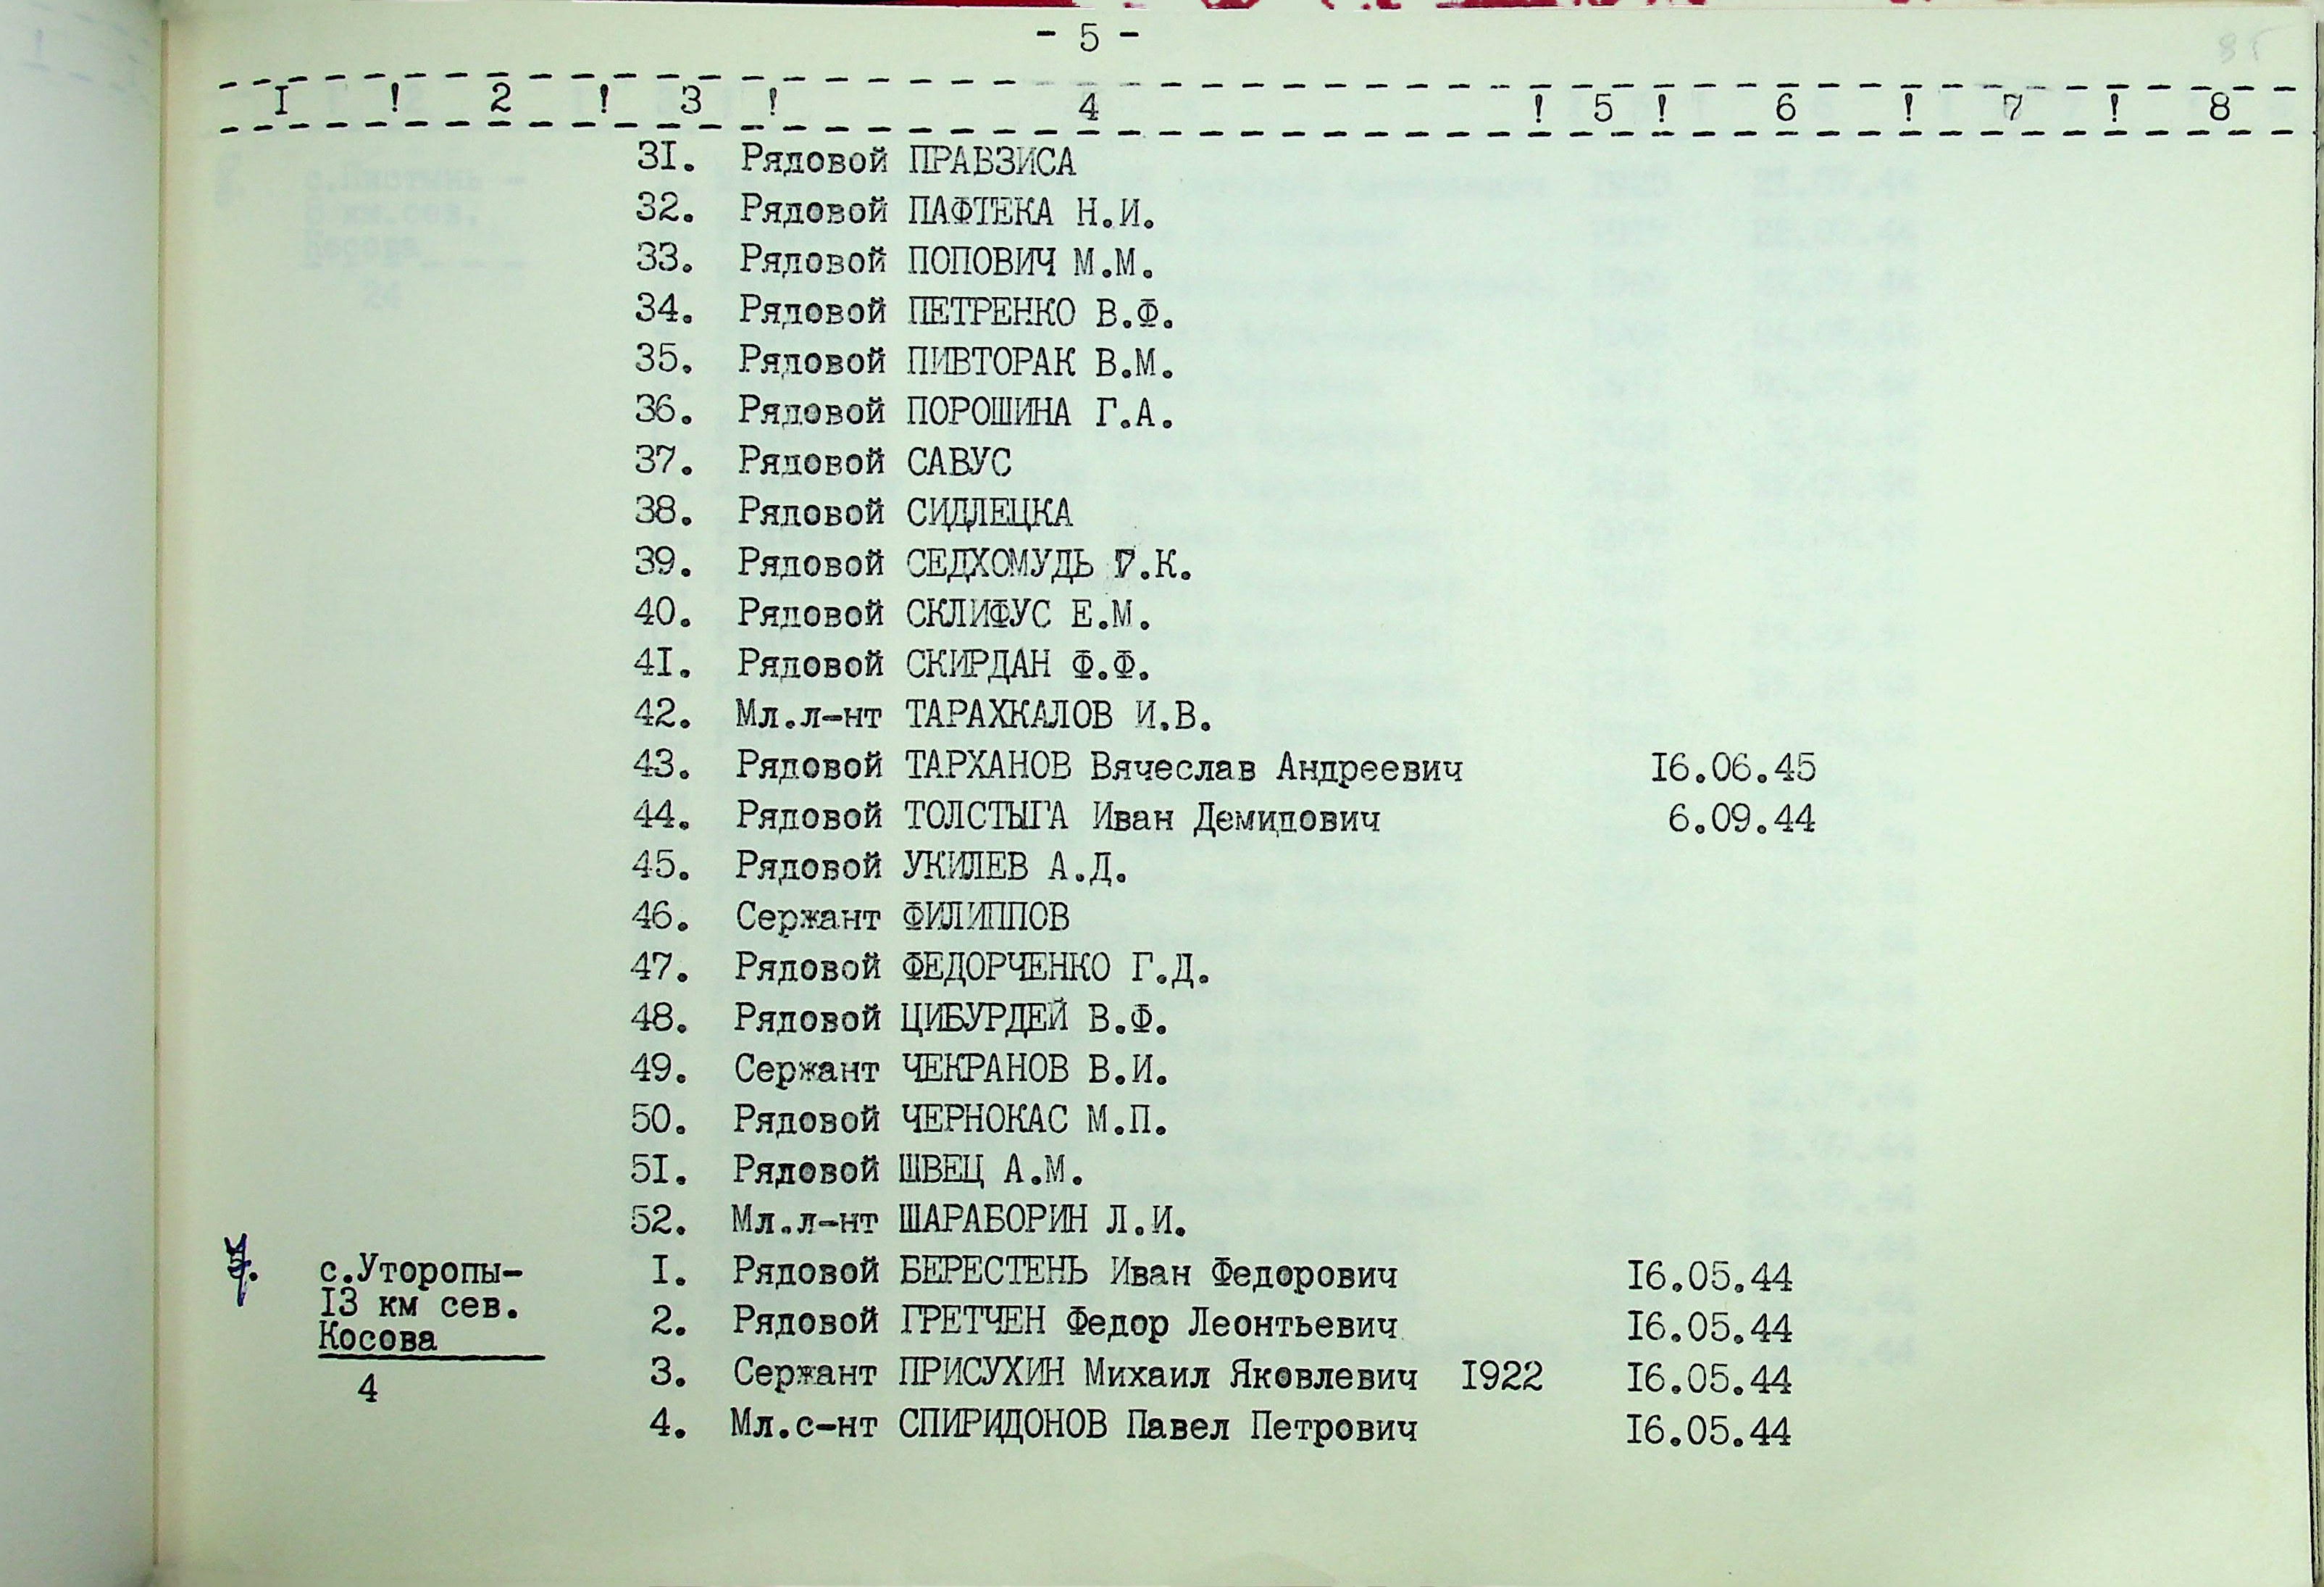 - 5 -
I ! 2 ! 3 ! 4 ! 5 ! 6 ! 7 ! 8
3I. Рядовой ПРАВЗИСА
32. Рядовой ПАФТЕКА Н.И.
33. Рядовой ПОПОВИЧ М.М.
34. Рядовой ПЕТРЕНКО В.Ф.
35. Рядовой ПИВТОРАК В.М.
36. Рядовой ПОРОШИНА Г.А.
37. Рядовой САВУС
38. Рядовой СИДЛЕЦКА
39. Рядовой СЕДХОМУДЬ Г.К.
40. Рядовой СКЛИФУС Е.М.
4I. Рядовой СКИРДАН Ф.Ф.
42. Мл.л-нт ТАРАХКАЛОВ И.В.
43. Рядовой ТАРХАНОВ Вячеслав Андреевич I6.06.45
44. Рядовой ТОЛСТЫГА Иван Демидович 6.09.44
45. Рядовой УКИЛЕВ А.Д.
46. Сержант ФИЛИППОВ
47. Рядовой ФЕДОРЧЕНКО Г.Д.
48. Рядовой ЦИБУРДЕЙ В.Ф.
49. Сержант ЧЕКРАНОВ В.И.
50. Рядовой ЧЕРНОКАС М.П.
5I. Рядовой ШВЕЦ А.М.
52. Мл.л-нт ШАРАБОРИН Л.И.
с.Уторопы- I. Рядовой БЕРЕСТЕНЬ Иван Федорович I6.05.44
I3 км сев. 2. Рядовой ГРЕТЧЕН Федор Леонтьевич I6.05.44
Косова 3. Сержант ПРИСУХИН Михаил Яковлевич I922 I6.05.44
4 4. Мл.с-нт СПИРИДОНОВ Павел Петрович I6.05.44